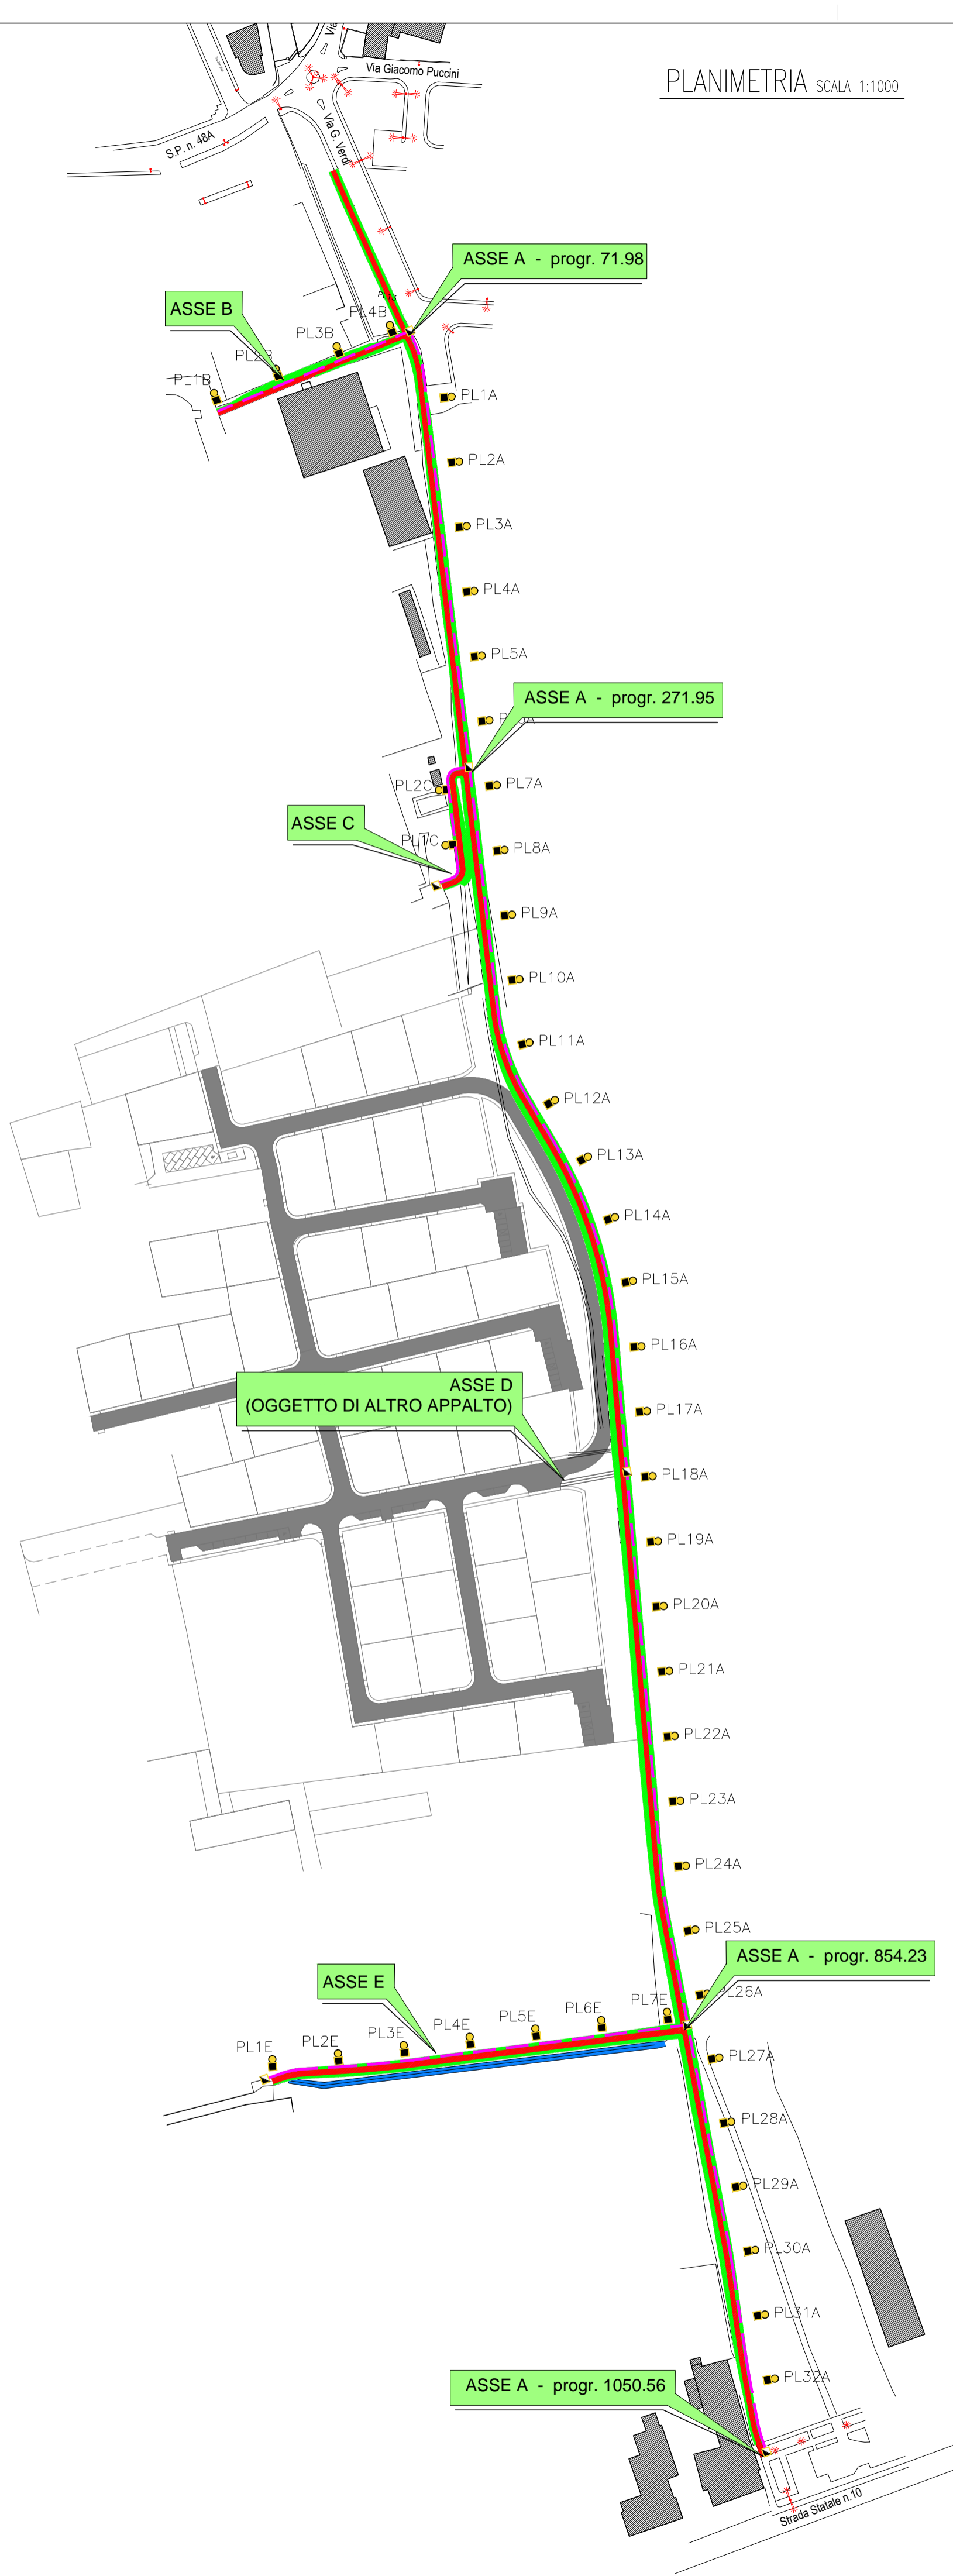 Via Giacomo Puccini
PLANIMETRIA SCALA 1:1000
S.P. n. 48A
Via G. Verdi
ASSE A - progr. 71.98
ASSE B
PL4B
PL3B
PL2B
PL1B
PL1A
PL2A
PL3A
PL4A
PL5A
ASSE A - progr. 271.95
PL2C
PL7A
ASSE C
PL1C
PL8A
PL9A
PL10A
PL11A
PL12A
PL13A
PL14A
PL15A
PL16A
ASSE D
(OGGETTO DI ALTRO APPALTO)
PL17A
PL18A
PL19A
PL20A
PL21A
PL22A
PL23A
PL24A
PL25A
ASSE A - progr. 854.23
ASSE E
PL26A
PL7E
PL6E
PL5E
PL4E
PL3E
PL2E
PL1E
PL27A
PL28A
PL29A
PL30A
PL31A
PL32A
ASSE A - progr. 1050.56
Strada Statale n.10